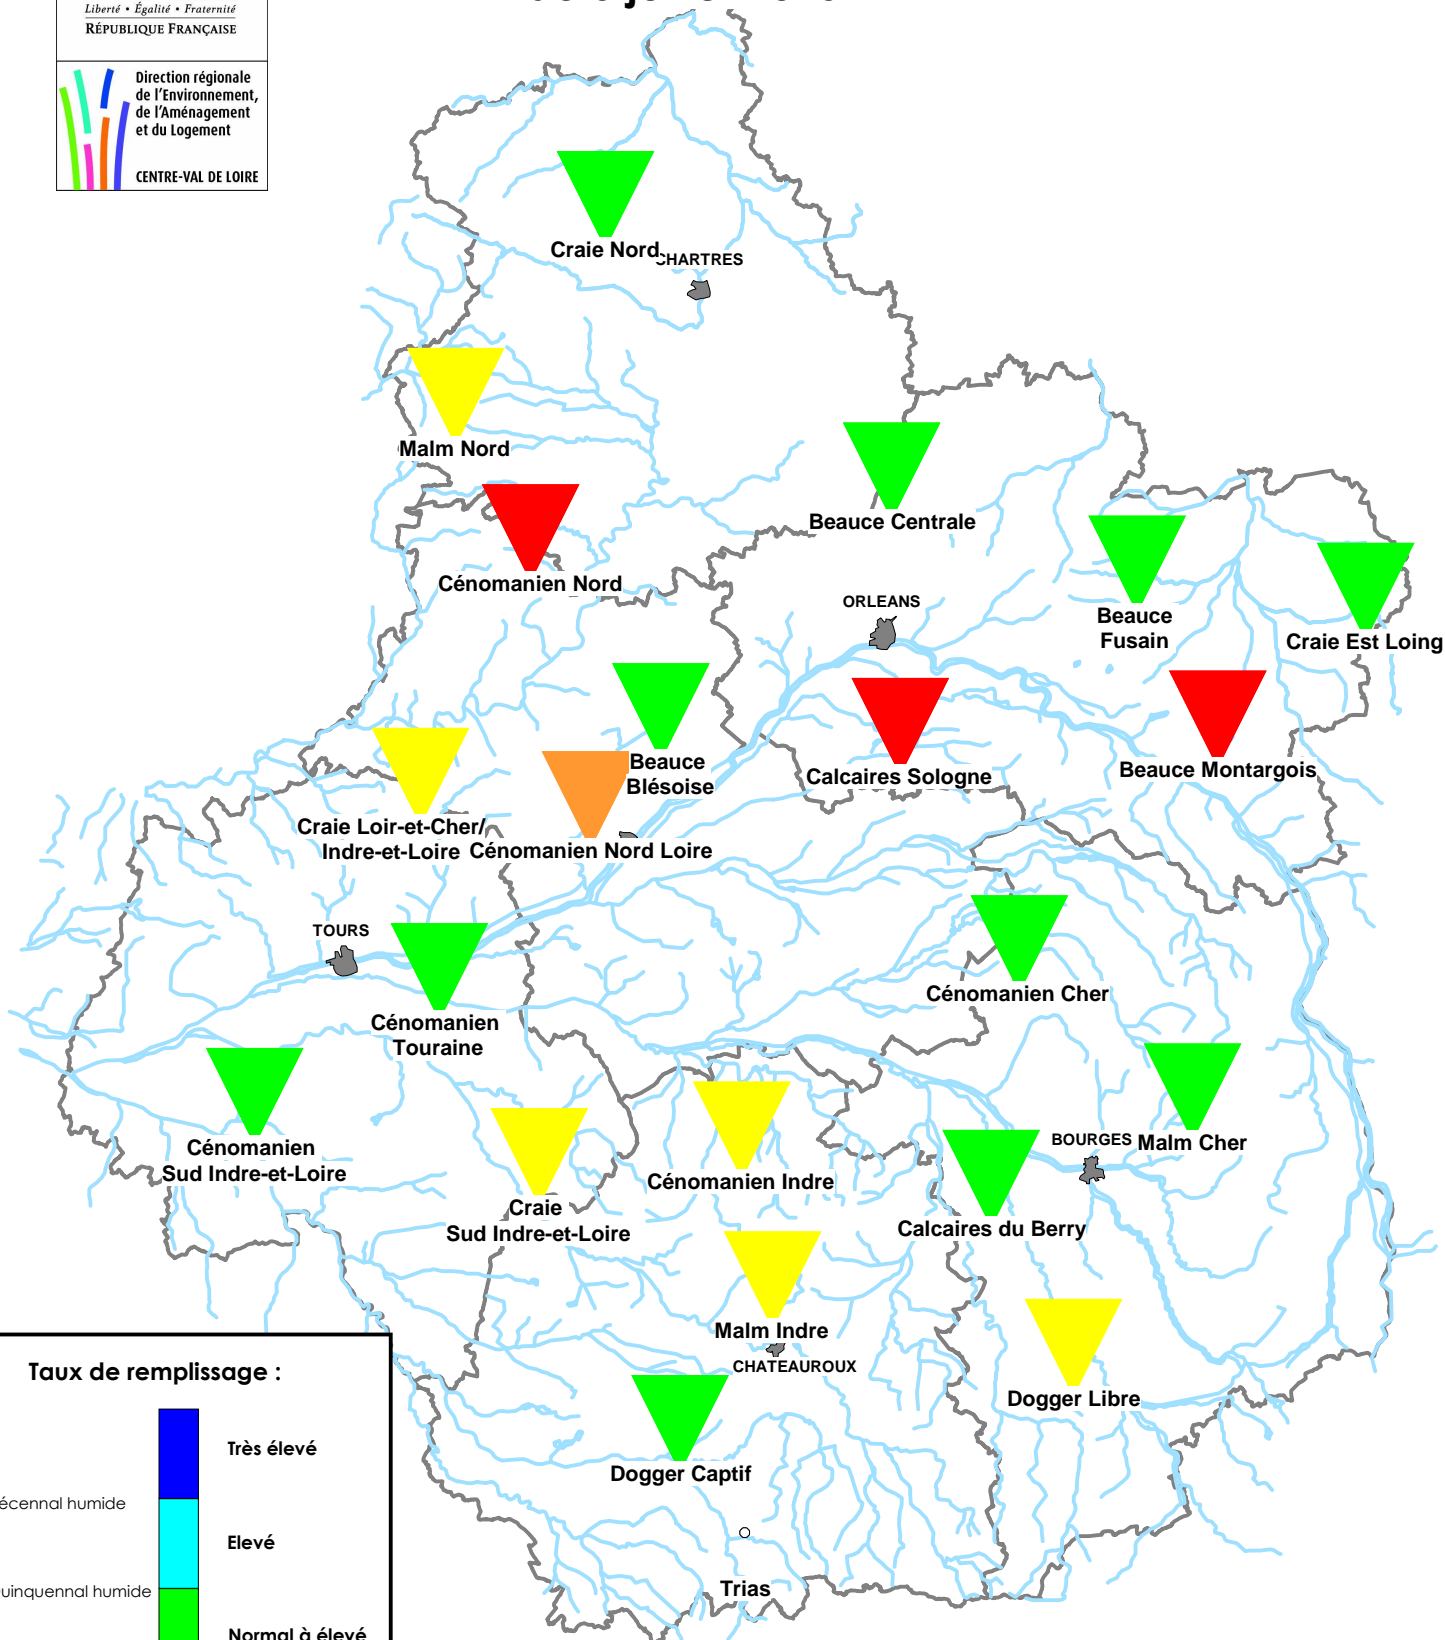 Liberté • Égalité • Fraternité
RÉPUBLIQUE FRANÇAISE
Direction régionale
de l'Environnement,
de l'Aménagement
et du Logement
CENTRE-VAL DE LOIRE
Craie Nord
CHARTRES
Malm Nord
Cénomanien Nord
Beauce Centrale
ORLEANS
Beauce
Fusain
Craie Est Loing
Beauce
Blésoise
Calcaires Sologne
Beauce Montargois
Craie Loir-et-Cher/
Indre-et-Loire
Cénomanien Nord Loire
TOURS
Cénomanien
Touraine
Cénomanien Cher
Cénomanien
Sud Indre-et-Loire
Craie
Sud Indre-et-Loire
Cénomanien Indre
BOURGES
Malm Cher
Calcaires du Berry
Malm Indre
CHATEAUROUX
Dogger Libre
Dogger Captif
Trias
Taux de remplissage :
Très élevé
écennal humide
Elevé
uinquennal humide
Normal à élevé